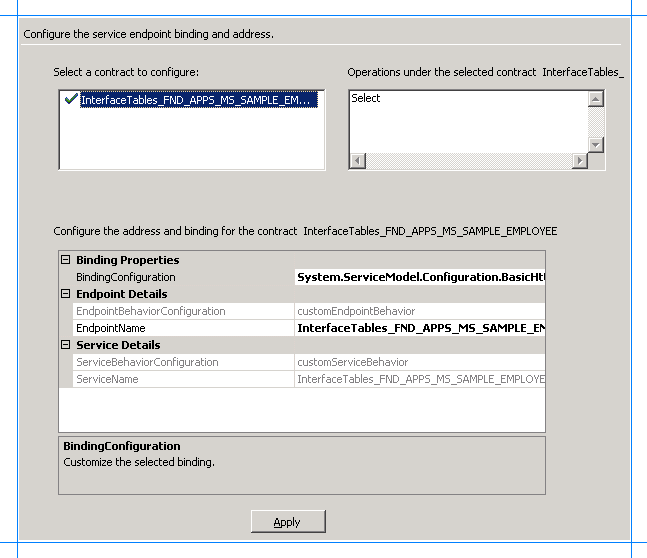 Configure the service endpoint binding and address.
Select a contract to configure:
Operations under the selected contract InterfaceTables_
InterfaceTables_FND_APPS_MS_SAMPLE_EM...
Select
Configure the address and binding for the contract InterfaceTables_FND_APPS_MS_SAMPLE_EMPLOYEE
Binding Properties
BindingConfiguration System.ServiceModel.Configuration.BasicHtt
Endpoint Details
EndpointBehaviorConfiguration customEndpointBehavior
EndpointName InterfaceTables_FND_APPS_MS_SAMPLE_EM
Service Details
ServiceBehaviorConfiguration customServiceBehavior
ServiceName InterfaceTables_FND_APPS_MS_SAMPLE_EMPLOYE
BindingConfiguration
Customize the selected binding.
Apply